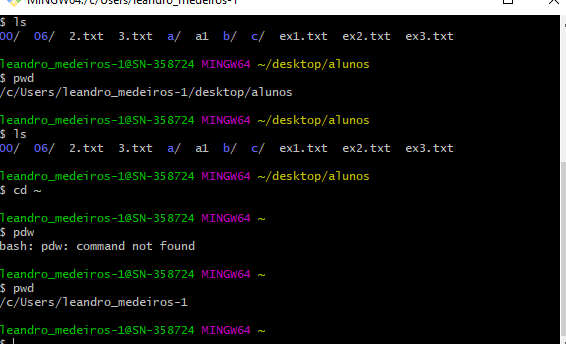 MINGW64:/c/Users/leandro_medeiros-1
$ ls
00/  06/  2.txt  3.txt  a/  a1  b/  c/  ex1.txt  ex2.txt  ex3.txt
leandro_medeiros-1@SN-358724 MINGW64 ~/desktop/alunos
$ pwd
/c/Users/leandro_medeiros-1/desktop/alunos
leandro_medeiros-1@SN-358724 MINGW64 ~/desktop/alunos
$ ls
00/  06/  2.txt  3.txt  a/  a1  b/  c/  ex1.txt  ex2.txt  ex3.txt
leandro_medeiros-1@SN-358724 MINGW64 ~/desktop/alunos
$ cd ~
leandro_medeiros-1@SN-358724 MINGW64 ~
$ pdw
bash: pdw: command not found
leandro_medeiros-1@SN-358724 MINGW64 ~
$ pwd
/c/Users/leandro_medeiros-1
leandro_medeiros-1@SN-358724 MINGW64 ~
$